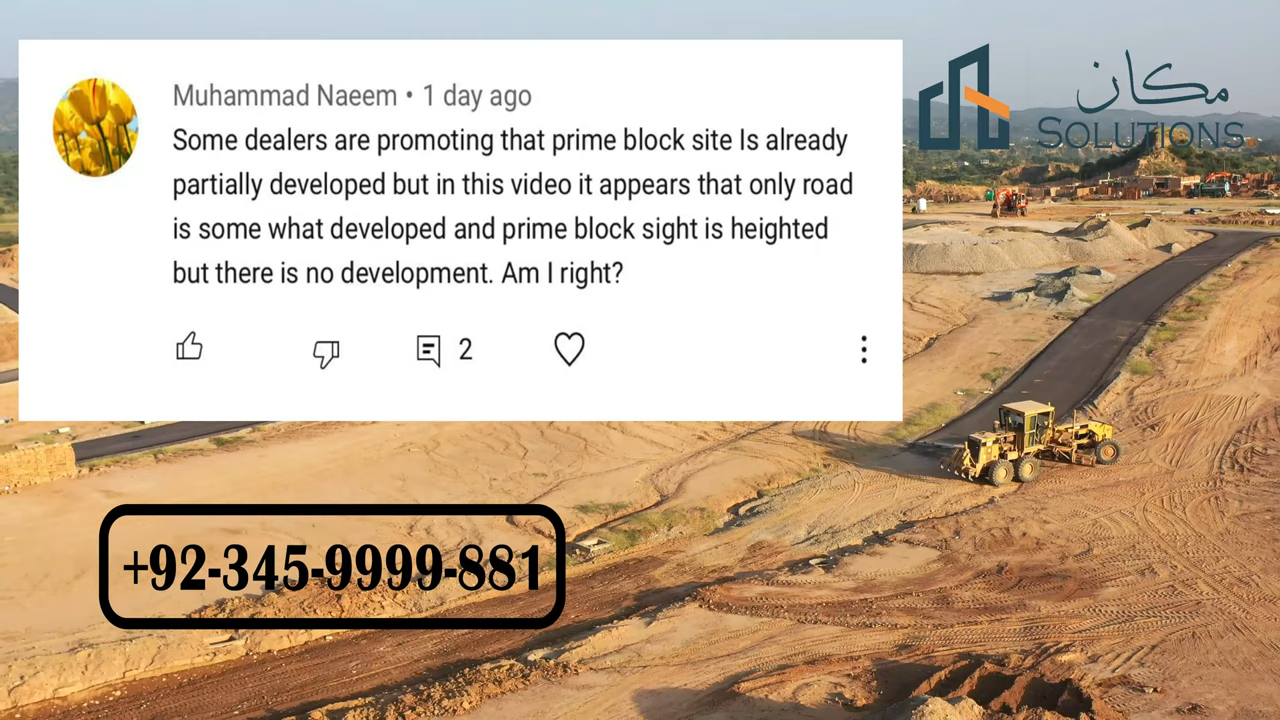 Muhammad Naeem • 1 day ago
Some dealers are promoting that prime block site Is already
partially developed but in this video it appears that only road
is some what developed and prime block sight is heighted
but there is no development. Am I right?
2
مکان
SOLUTIONS
+92-345-9999-881